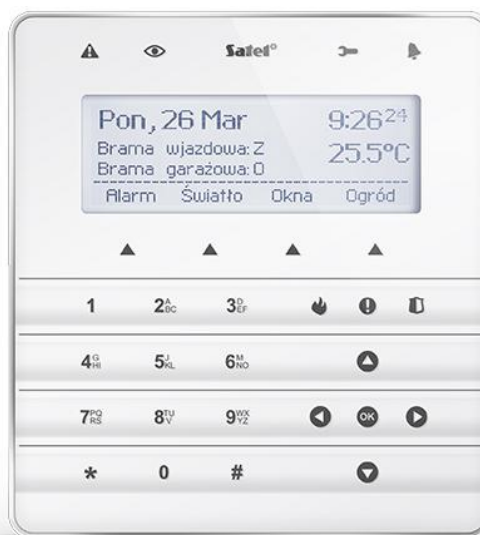 Satel®
Pon, 26 Mar 9:26 24
Brama wjazdowa: Z 25.5°C
Brama garażowa: O
Alarm Światło Okna Ogród
1 2 ABC 3 DEF
4 GHI 5 JKL 6 MNO
7 PQRS 8 TUV 9 WXYZ OK
* 0 #